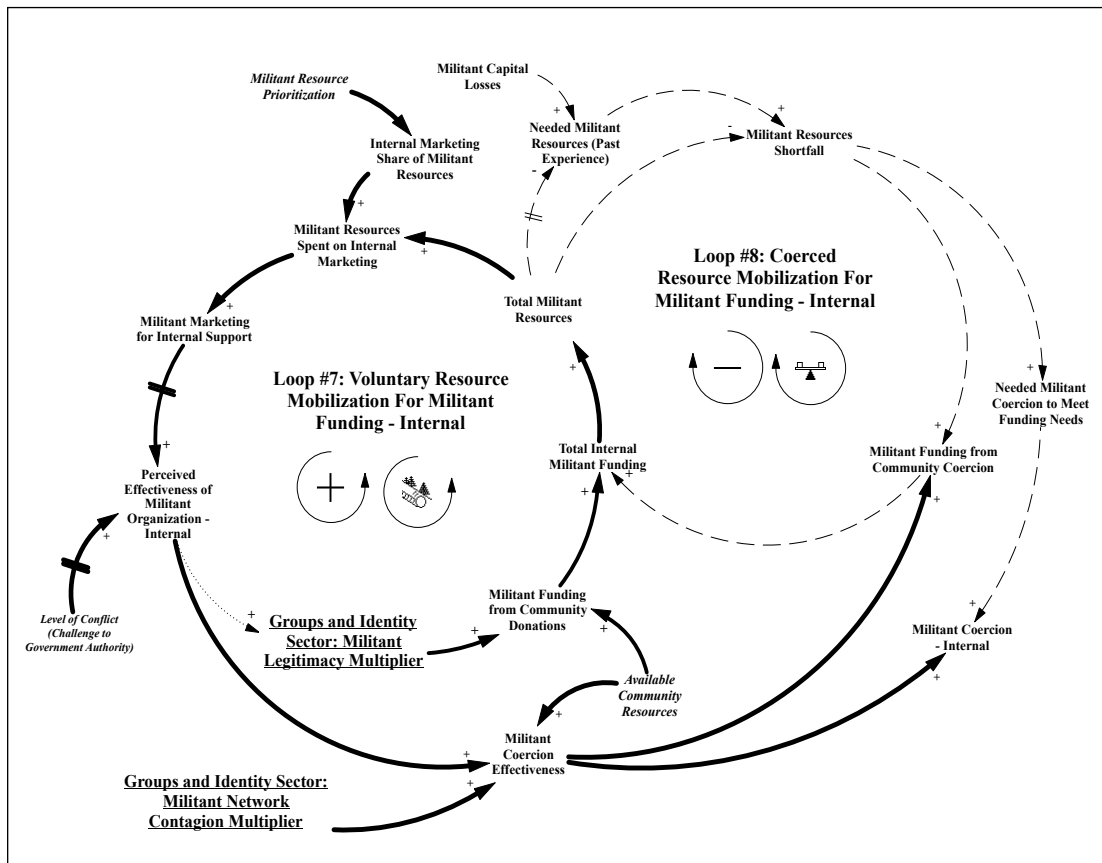 Militant Resource
Prioritization
Militant Capital
Losses
Internal Marketing
Share of Militant
Resources
Needed Militant
Resources (Past
Experience)
Militant Resources
Shortfall
Militant Resources
Spent on Internal
Marketing
Loop #8: Coerced
Resource Mobilization For
Militant Funding - Internal
Total Militant
Resources
Militant Marketing
for Internal Support
Loop #7: Voluntary Resource
Mobilization For Militant
Funding - Internal
Needed Militant
Coercion to Meet
Funding Needs
Total Internal
Militant Funding
Militant Funding from
Community Coercion
Perceived
Effectiveness of
Militant
Organization -
Internal
Level of Conflict
(Challenge to
Government Authority)
Groups and Identity
Sector: Militant
Legitimacy Multiplier
Militant Funding
from Community
Donations
Militant Coercion
- Internal
Available
Community
Resources
Militant
Coercion
Effectiveness
Groups and Identity Sector:
Militant Network
Contagion Multiplier